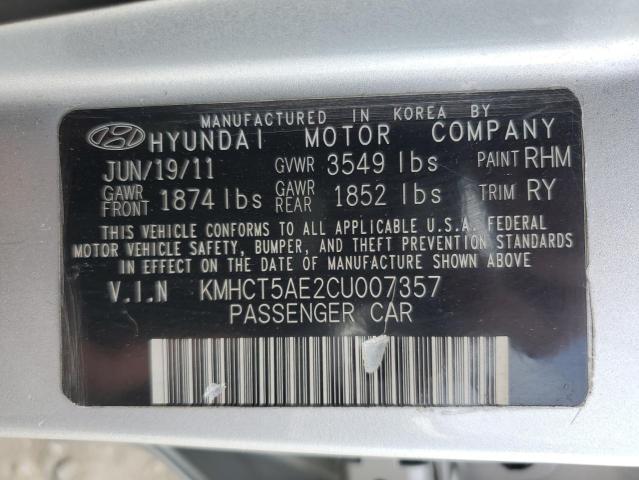 MANUFACTURED IN KOREA BY
HYUNDAI MOTOR COMPANY
JUN/19/11 GVWR 3549 lbs PAINT RHM
GAWR FRONT 1874 lbs GAWR REAR 1852 lbs TRIM RY
THIS VEHICLE CONFORMS TO ALL APPLICABLE U.S.A. FEDERAL
MOTOR VEHICLE SAFETY, BUMPER, AND THEFT PREVENTION STANDARDS
IN EFFECT ON THE DATE OF MANUFACTURE SHOWN ABOVE
V.I.N KMHCT5AE2CU007357
PASSENGER CAR